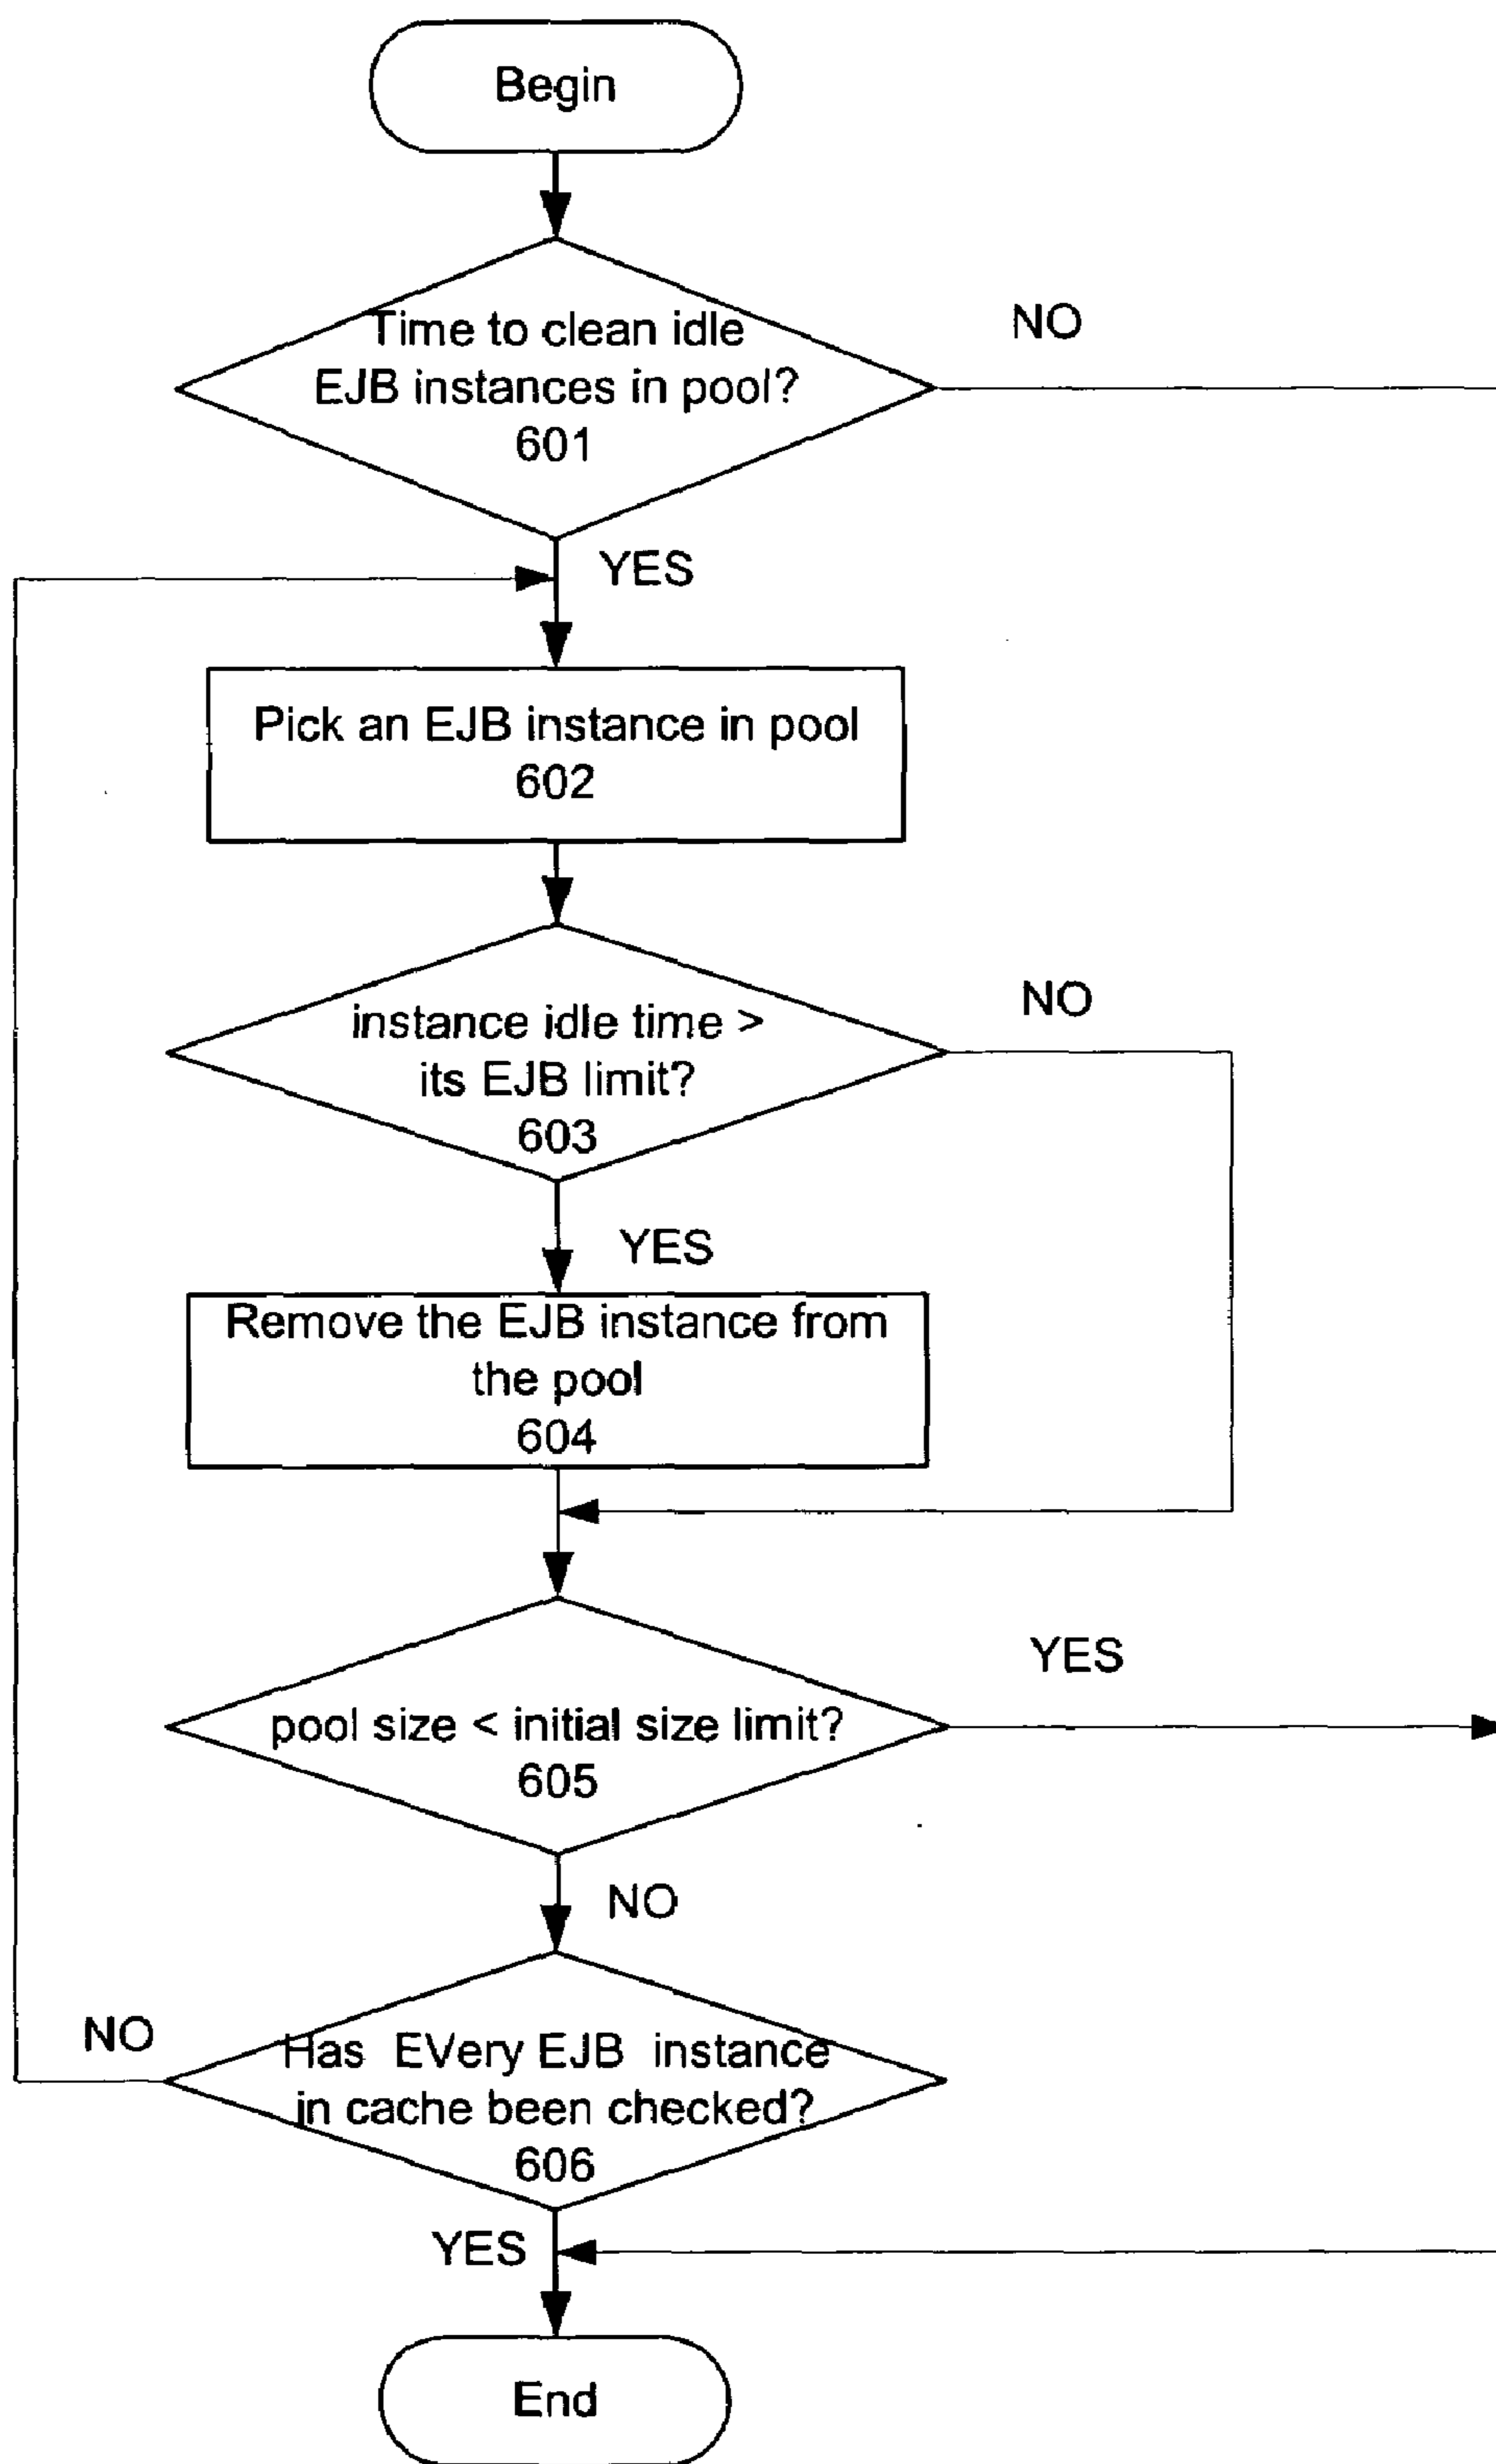 Begin
Time to clean idle
EJB instances in pool?
601
NO
YES
Pick an EJB instance in pool
602
instance idle time >
its EJB limit?
603
NO
YES
Remove the EJB instance from
the pool
604
pool size < initial size limit?
605
YES
NO
Has EVery EJB instance
in cache been checked?
606
NO
YES
End